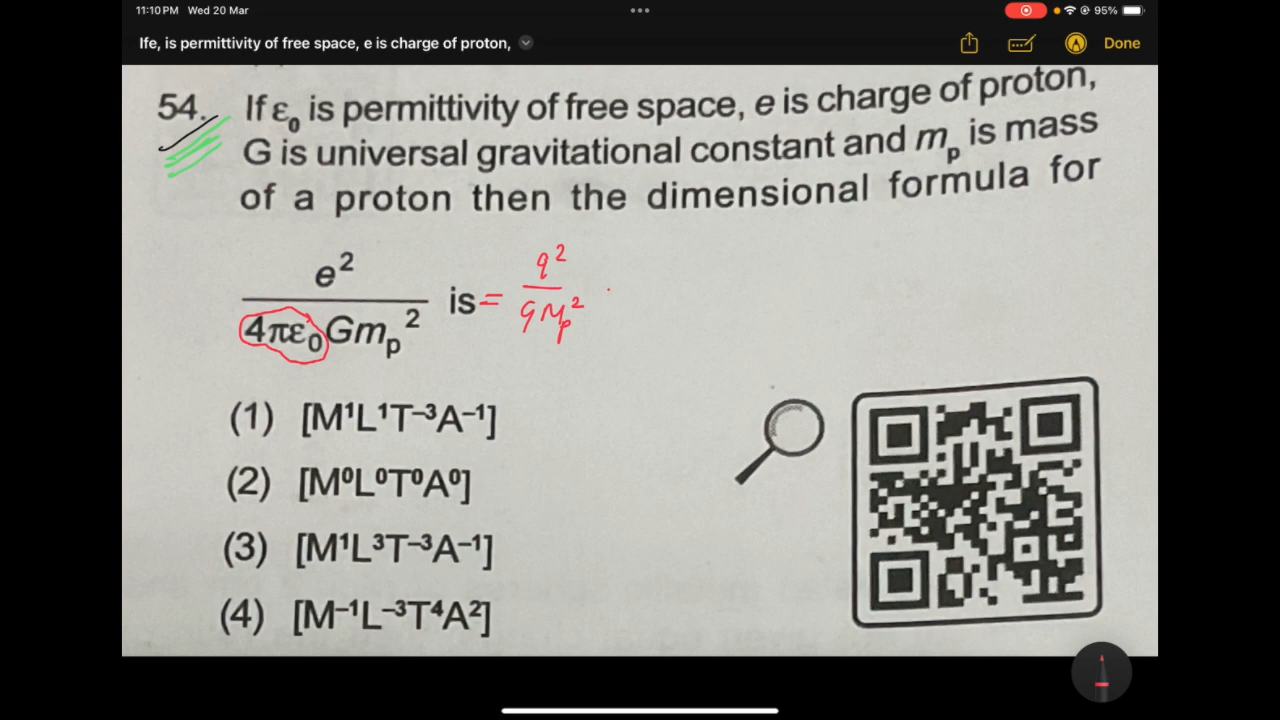 11:10 PM Wed 20 Mar
95%
Ife, is permittivity of free space, e is charge of proton,
Done
54. If ε₀ is permittivity of free space, e is charge of proton,
G is universal gravitational constant and mₚ is mass
of a proton then the dimensional formula for
e²
4πε₀Gmₚ² is = q²
GMₚ²
(1) [M¹L¹T⁻³A⁻¹]
(2) [M⁰L⁰T⁰A⁰]
(3) [M¹L³T⁻³A⁻¹]
(4) [M⁻¹L⁻³T⁴A²]